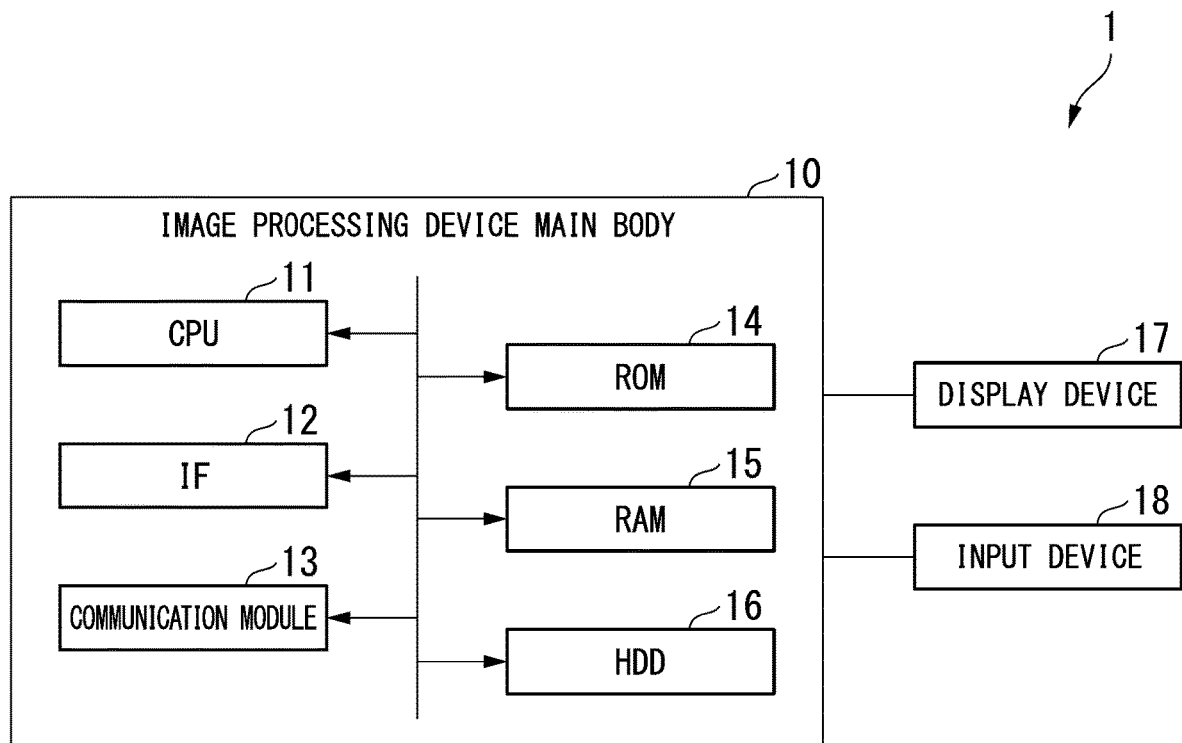 1
10
IMAGE PROCESSING DEVICE MAIN BODY
11
CPU
14
ROM
17
DISPLAY DEVICE
12
IF
15
RAM
18
INPUT DEVICE
13
COMMUNICATION MODULE
16
HDD